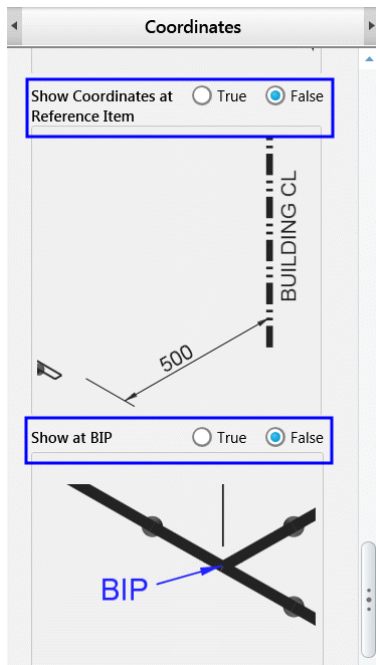 Coordinates
Show Coordinates at
Reference Item
True
False
BUILDING CL
500
Show at BIP
True
False
BIP